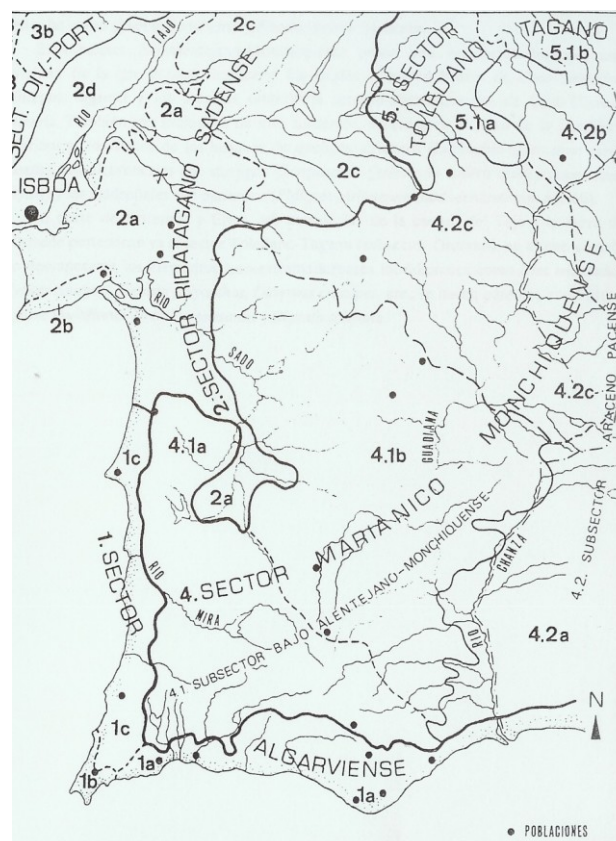 3b
SECT. DIV-PORT.
TAJO
2c
TAGANO
5.1b
5. SECTOR
TOLEDANO
2d
RIO
2a
5.1a
4.2b
LISBOA
2a
2c
4.2c
2. SECTOR RIBATAGANO - SADENSE
RIO
2b
SADO
MONCHIQUENSE
4.2c
ARACENO PACENSE
4.1a
GUADIANA
4.1b
1c
2a
MARIANICO
1. SECTOR
RIO
4. SECTOR
CHANZA
4.2. SUBSECTOR
MIRA
4.1. SUBSECTOR-BAJO ALENTEJANO-MONCHIQUENSE
RIO
4.2a
1c
N
ALGARVIENSE
1b
1a
1a
POBLACIONES